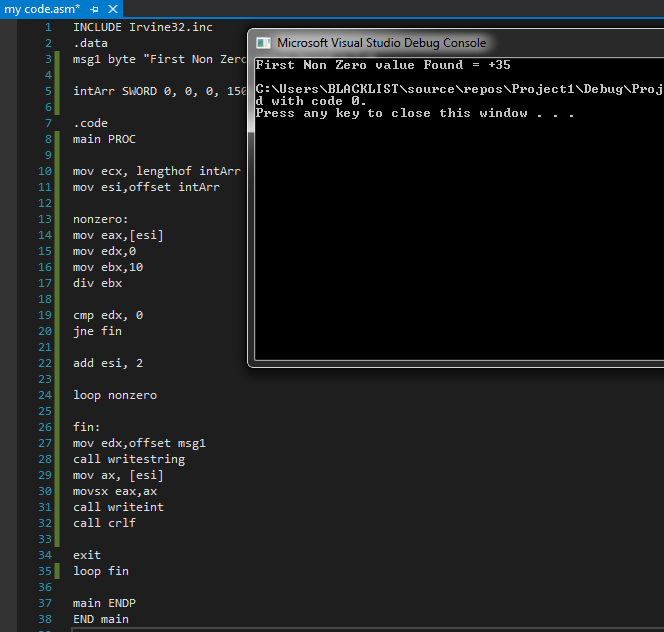 my code.asm*
1 INCLUDE Irvine32.inc
2 .data
3 msg1 byte "First Non Zero
4
5 intArr SWORD 0, 0, 0, 150
6
7 .code
8 main PROC
9
10 mov ecx, lengthof intArr
11 mov esi,offset intArr
12
13 nonzero:
14 mov eax,[esi]
15 mov edx,0
16 mov ebx,10
17 div ebx
18
19 cmp edx, 0
20 jne fin
21
22 add esi, 2
23
24 loop nonzero
25
26 fin:
27 mov edx,offset msg1
28 call writestring
29 mov ax, [esi]
30 movsx eax,ax
31 call writeint
32 call crlf
33
34 exit
35 loop fin
36
37 main ENDP
38 END main
Microsoft Visual Studio Debug Console
First Non Zero value Found = +35
C:\Users\BLACKLIST\source\repos\Project1\Debug\Proj
d with code 0.
Press any key to close this window . . .